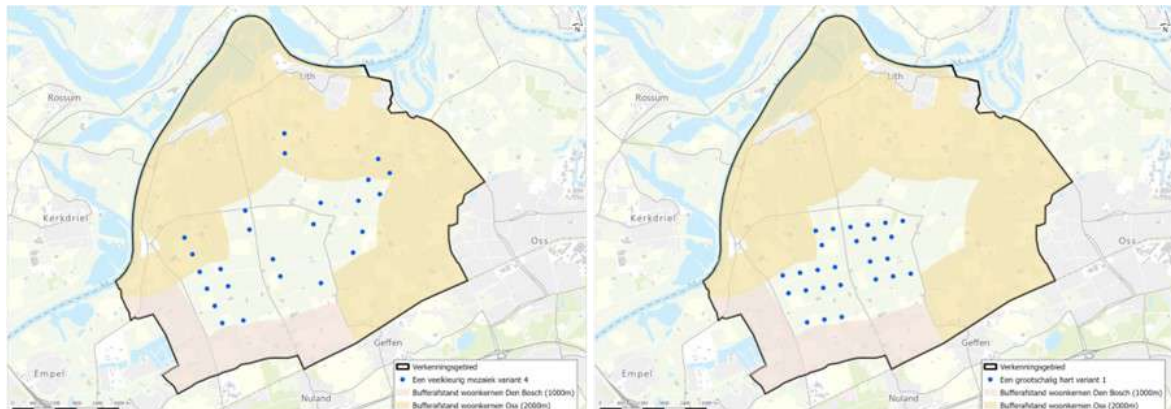 Lith
Rossum
Kerkdriel
Oss
Geffen
Empel
Nuland
Verkenningsgebied
Een veelkleurig mozaïek variant 4
Bufferafstand woonkernen Den Bosch (1000m)
Bufferafstand woonkernen Oss (2000m)
Lith
Rossum
Kerkdriel
Oss
Geffen
Empel
Nuland
Verkenningsgebied
Een grootschalig hart variant 1
Bufferafstand woonkernen Den Bosch (1000m)
Bufferafstand woonkernen Oss (2000m)